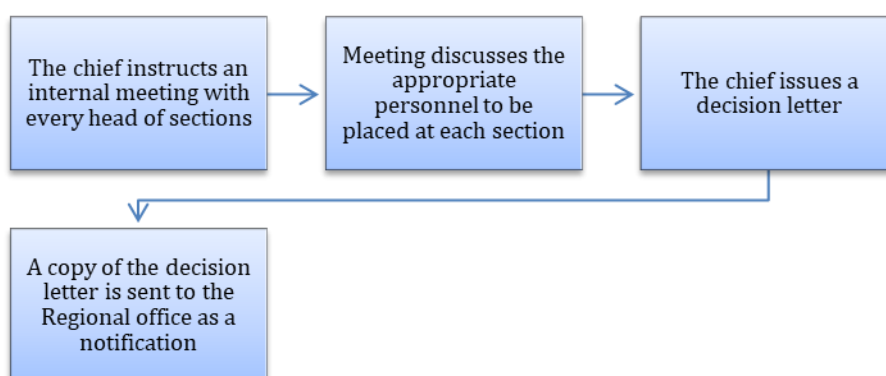 The chief instructs an
internal meeting with
every head of sections
Meeting discusses the
appropriate
personnel to be
placed at each section
The chief issues a
decision letter
A copy of the decision
letter is sent to the
Regional office as a
notification